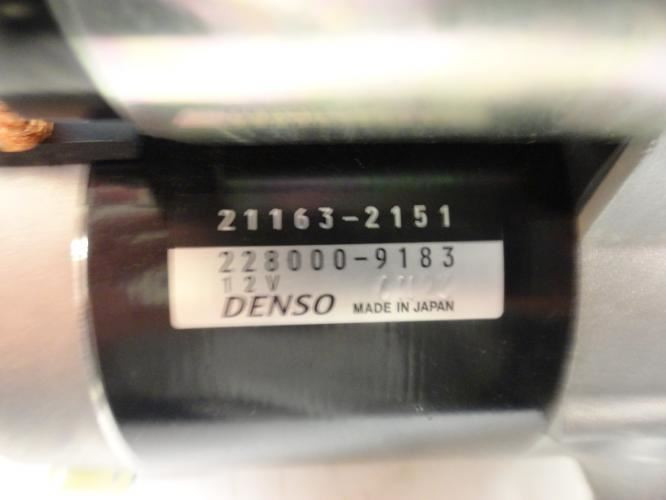 21163-2151
228000-9183
12V
DENSO MADE IN JAPAN